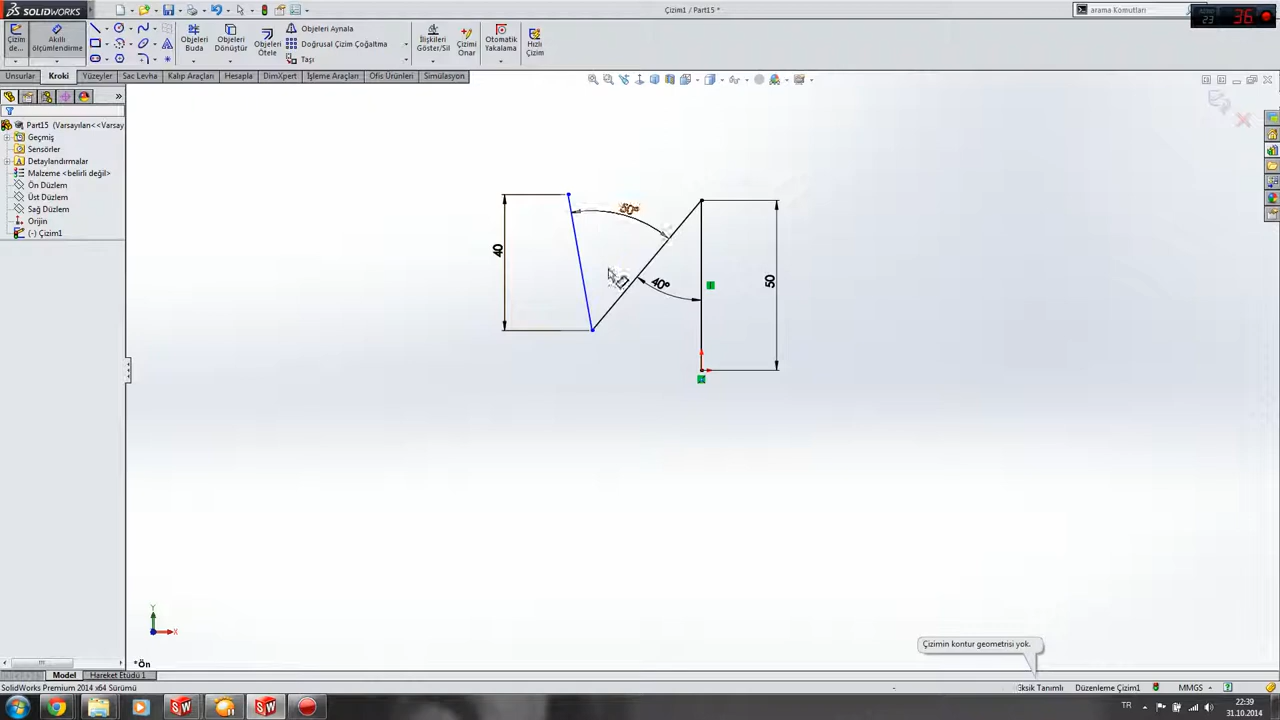 SOLIDWORKS
Çizim1 / Part15 *
arama Komutları
23
36
Çizim de...
Akıllı ölçümlendirme
Objeleri Buda
Objeleri Dönüştür
Objeleri Ötele
Objeleri Aynala
Doğrusal Çizim Çoğaltma
Taşı
İlişkileri Göster/Sil
Çizimi Onar
Otomatik Yakalama
Hızlı Çizim
Unsurlar
Kroki
Yüzeyler
Sac Levha
Kalıp Araçları
Hesapla
DimXpert
İşleme Araçları
Ofis Ürünleri
Simülasyon
Part15 (Varsayılan<<Varsay
Geçmiş
Sensörler
Detaylandırmalar
Malzeme <belirli değil>
Ön Düzlem
Üst Düzlem
Sağ Düzlem
Orijin
(-) Çizim1
50°
40
40°
50
Y
X
*Ön
Çizimin kontur geometrisi yok.
Model
Hareket Etüdü 1
SolidWorks Premium 2014 x64 Sürümü
Eksik Tanımlı
Düzenleme Çizim1
MMGS
TR
22:39
31.10.2014